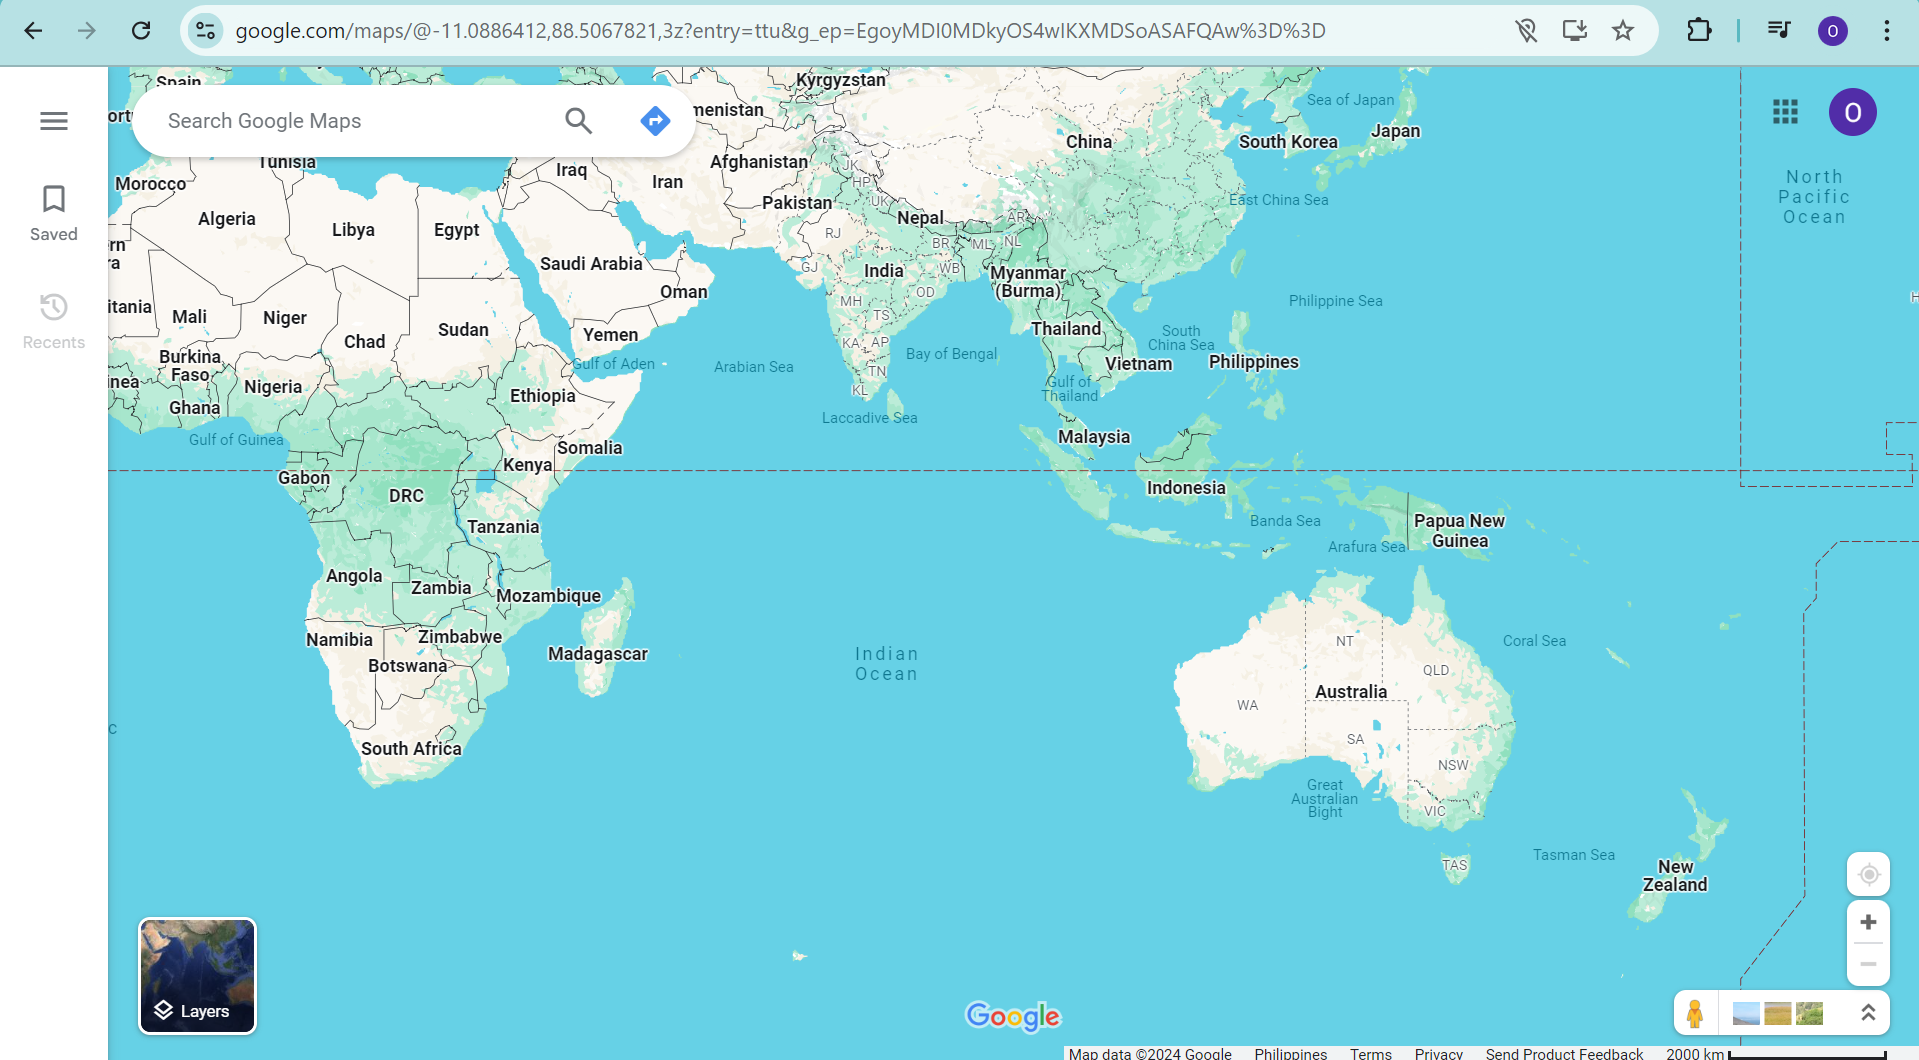 google.com/maps/@-11.0886412,88.5067821,3z?entry=ttu&g_ep=EgoyMDI0MDkyOS4wIKXMDSoASAFQAw%3D%3D
O
Search Google Maps
O
Saved
Recents
Spain
Kyrgyzstan
menistan
Sea of Japan
Japan
South Korea
China
Tunisia
Morocco
Iraq
Iran
Afghanistan
JK
HP
UK
Pakistan
Nepal
AR
East China Sea
North
Pacific
Ocean
Algeria
Libya
Egypt
RJ
BR
ML
NL
rn
ra
Saudi Arabia
GJ
India
WB
Myanmar
(Burma)
Oman
MH
OD
TS
Philippine Sea
itania
Mali
Niger
Chad
Sudan
Yemen
KA
AP
Thailand
South
China Sea
Burkina
Faso
Gulf of Aden
Arabian Sea
Bay of Bengal
TN
KL
Vietnam
Philippines
inea
Nigeria
Ethiopia
Gulf of
Thailand
Ghana
Laccadive Sea
Gulf of Guinea
Somalia
Malaysia
Kenya
Gabon
DRC
Indonesia
Tanzania
Banda Sea
Papua New
Guinea
Arafura Sea
Angola
Zambia
Mozambique
Namibia
Zimbabwe
Botswana
Madagascar
Indian
Ocean
NT
Coral Sea
QLD
Australia
WA
SA
NSW
South Africa
Great
Australian
Bight
VIC
TAS
Tasman Sea
New
Zealand
Layers
Google
Map data ©2024 Google Philippines Terms Privacy Send Product Feedback 2000 km